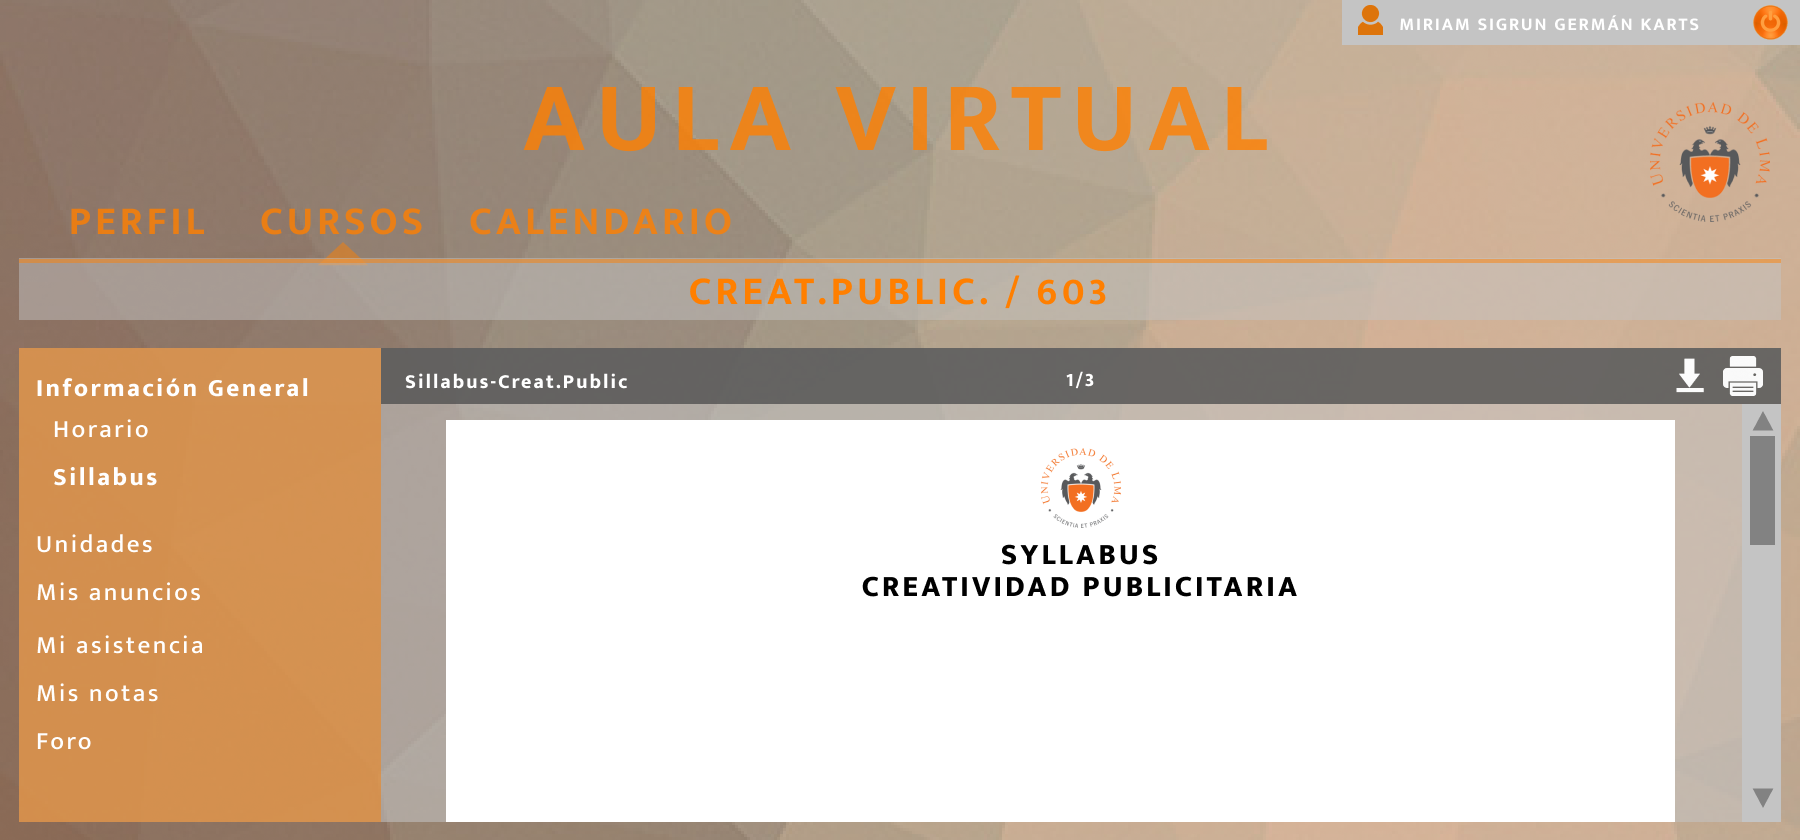 MIRIAM SIGRUN GERMÁN KARTS
AULA VIRTUAL
UNIVERSIDAD DE LIMA
SCIENTIA ET PRAXIS
PERFIL CURSOS CALENDARIO
CREAT.PUBLIC. / 603
Información General
Horario
Sillabus
Unidades
Mis anuncios
Mi asistencia
Mis notas
Foro
Sillabus-Creat.Public 1/3
UNIVERSIDAD DE LIMA
SCIENTIA ET PRAXIS
SYLLABUS
CREATIVIDAD PUBLICITARIA